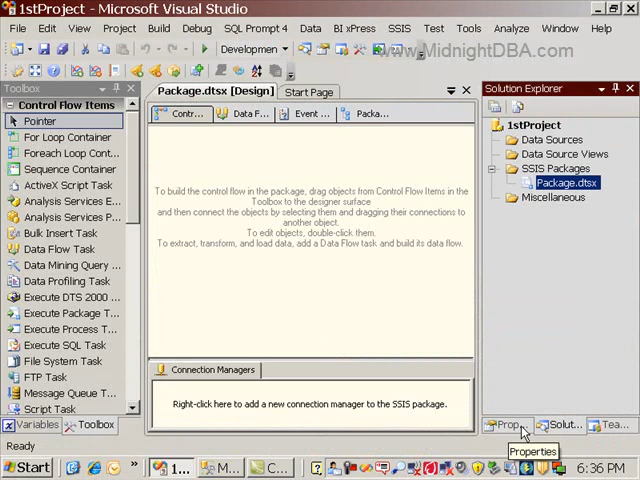 1stProject - Microsoft Visual Studio
File Edit View Project Build Debug Data BI xPress SSIS Test Tools Analyze Window
Help SQL Prompt 4
Developmen
www.MidnightDBA.com
Toolbox
Control Flow Items
Pointer
For Loop Container
Foreach Loop Cont...
Sequence Container
ActiveX Script Task
Analysis Services E...
Analysis Services P...
Bulk Insert Task
Data Flow Task
Data Mining Query ...
Data Profiling Task
Execute DTS 2000 ...
Execute Package T...
Execute Process T...
Execute SQL Task
File System Task
FTP Task
Message Queue T...
Script Task
Variables Toolbox
Package.dtsx [Design] Start Page
Contr... Data F... Event ... Packa...
To build the control flow in the package, drag objects from Control Flow Items in the
Toolbox to the designer surface
and then connect the objects by selecting them and dragging their connections to
another.
To edit objects, double-click them.
To extract, transform, and load data, add a Data Flow task and build its data flow.
Connection Managers
Right-click here to add a new connection manager to the SSIS package.
Solution Explorer
1stProject
Data Sources
Data Source Views
SSIS Packages
Package.dtsx
Miscellaneous
Prop... Solut... Tea...
Properties
Ready
Start 1... M... C... 6:36 PM